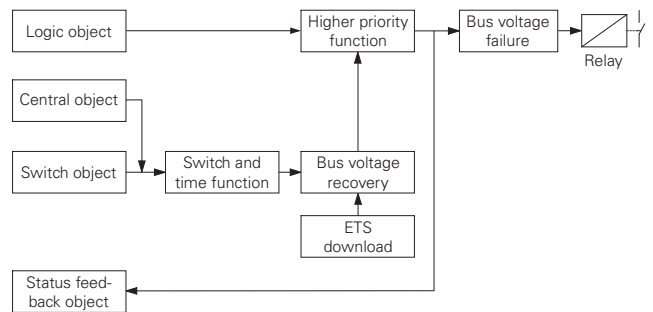 Logic object
Higher priority
function
Bus voltage
failure
Relay
Central object
Switch object
Switch and
time function
Bus voltage
recovery
ETS
download
Status feed-
back object